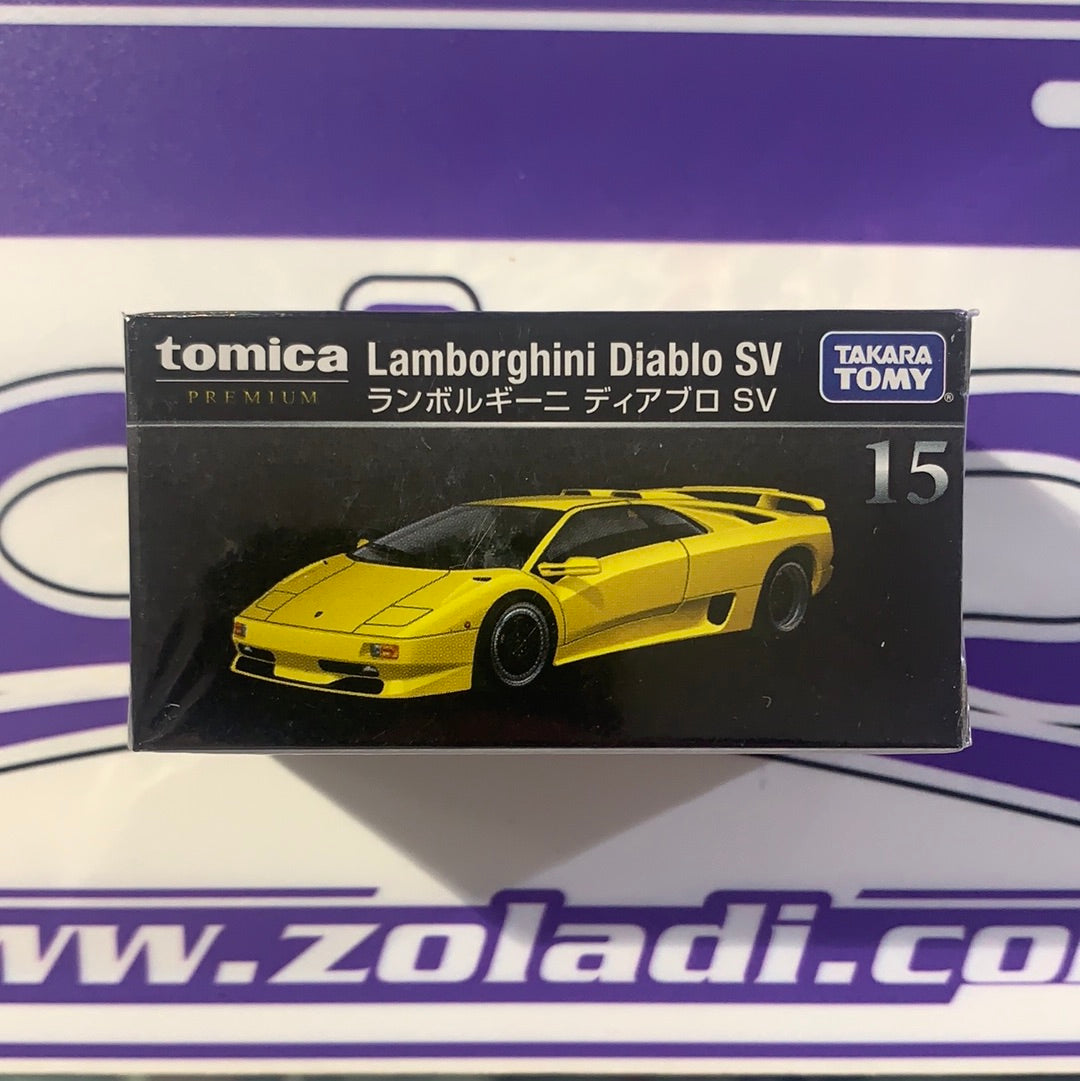 tomica
PREMIUM
Lamborghini Diablo SV
ランボルギーニ ディアブロ SV
TAKARA
TOMY®
15
ww.zoladi.co